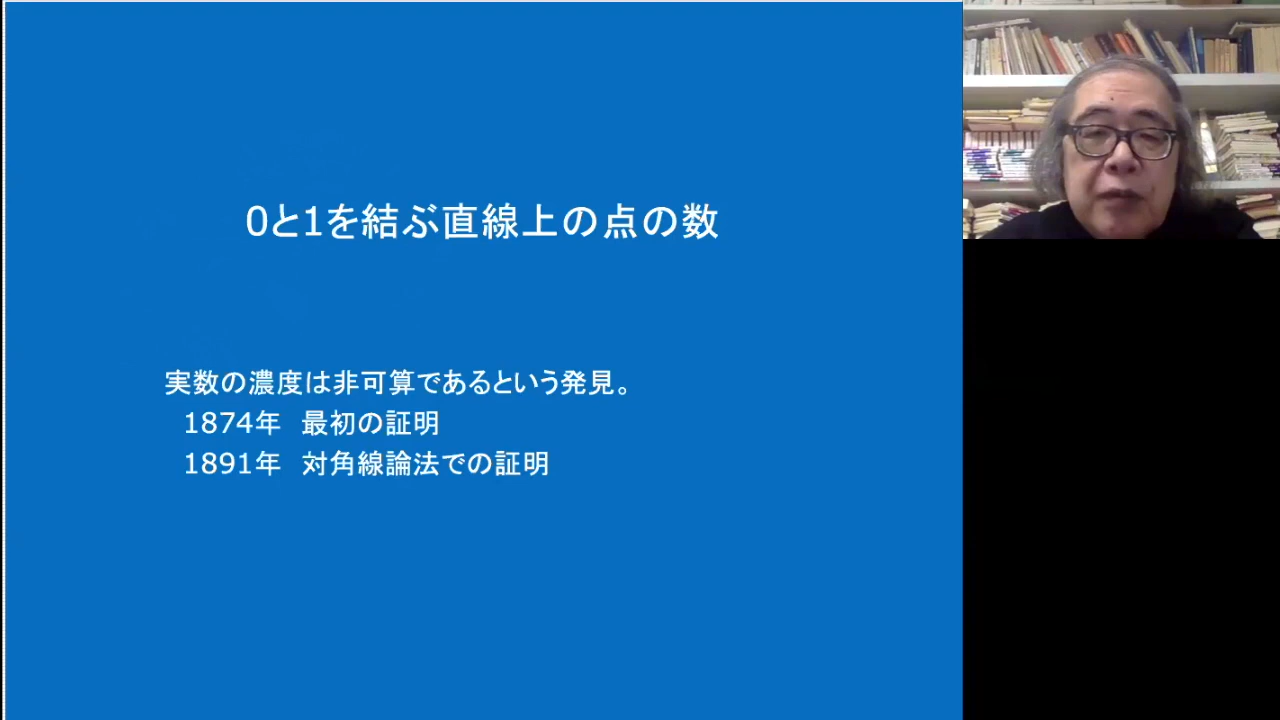 0と1を結ぶ直線上の点の数
実数の濃度は非可算であるという発見。
1874年 最初の証明
1891年 対角線論法での証明